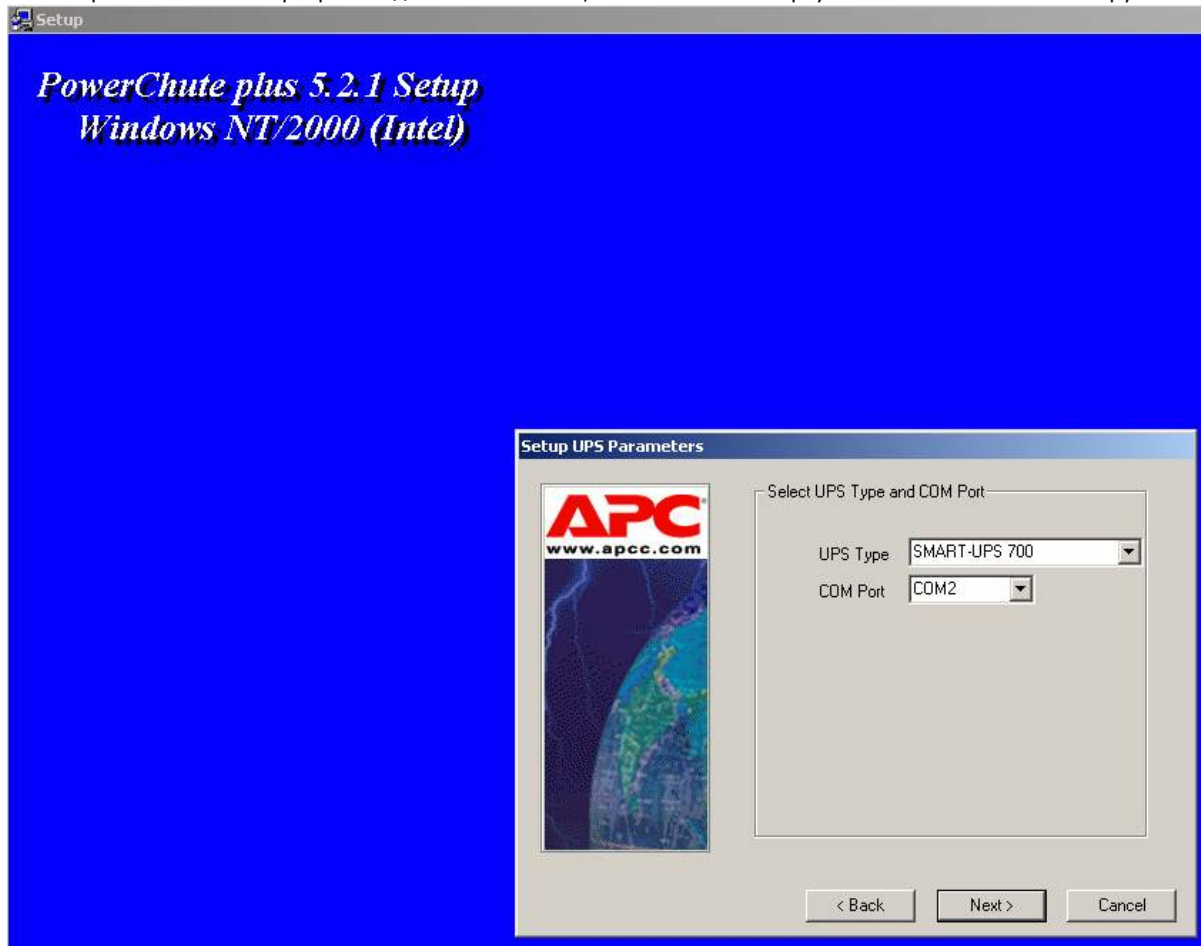 Setup
PowerChute plus 5.2.1 Setup
Windows NT/2000 (Intel)
Setup UPS Parameters
APC
www.apcc.com
Select UPS Type and COM Port
UPS Type SMART-UPS 700
COM Port COM2
< Back Next > Cancel